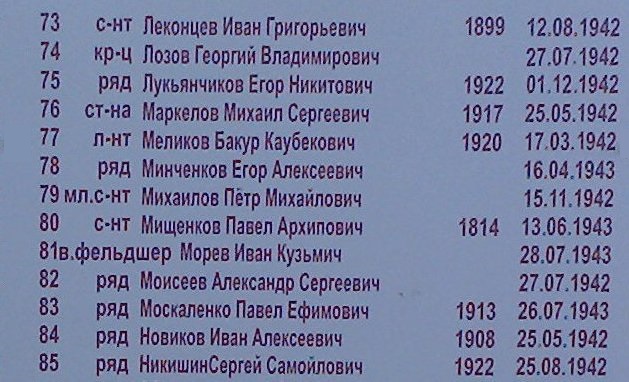 73 с-нт Леконцев Иван Григорьевич 1899 12.08.1942
74 кр-ц Лозов Георгий Владимирович 27.07.1942
75 ряд Лукьянчиков Егор Никитович 1922 01.12.1942
76 ст-на Маркелов Михаил Сергеевич 1917 25.05.1942
77 л-нт Меликов Бакур Каубекович 1920 17.03.1942
78 ряд Минченков Егор Алексеевич 16.04.1943
79 мл.с-нт Михаилов Пётр Михайлович 15.11.1942
80 с-нт Мищенков Павел Архипович 1814 13.06.1943
81в.фельдшер Морев Иван Кузьмич 28.07.1943
82 ряд Моисеев Александр Сергеевич 27.07.1942
83 ряд Москаленко Павел Ефимович 1913 26.07.1943
84 ряд Новиков Иван Алексеевич 1908 25.05.1942
85 ряд НикишинСергей Самойлович 1922 25.08.1942